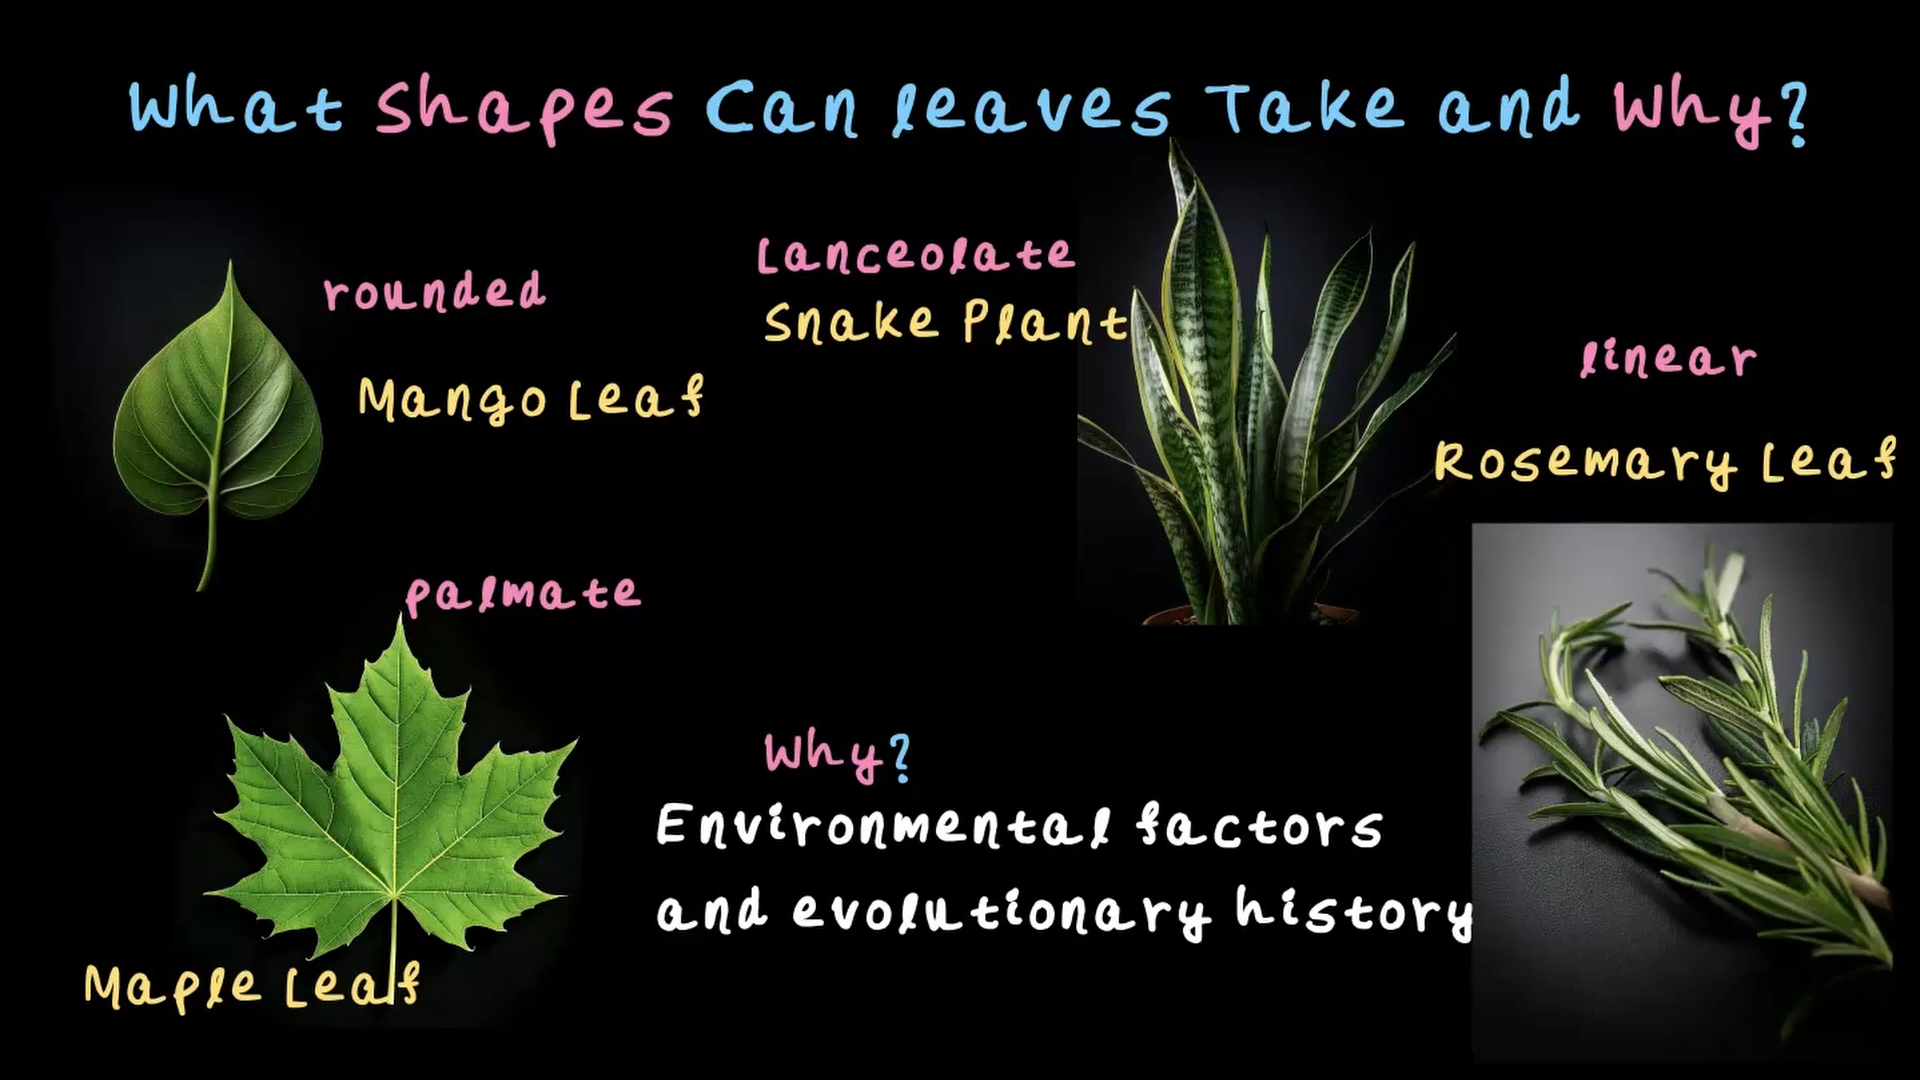 What Shapes Can leaves Take and Why?
rounded
Mango Leaf
Lanceolate
Snake Plant
linear
Rosemary Leaf
palmate
Maple Leaf
Why?
Environmental factors
and evolutionary history